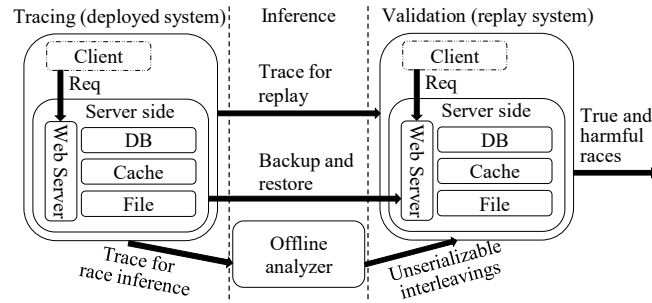 Tracing (deployed system)
Inference
Validation (replay system)
Client
Req
Server side
Web Server
DB
Cache
File
Trace for
replay
Backup and
restore
Trace for
race inference
Offline
analyzer
Unserializable
interleavings
Client
Req
Server side
Web Server
DB
Cache
File
True and
harmful
races